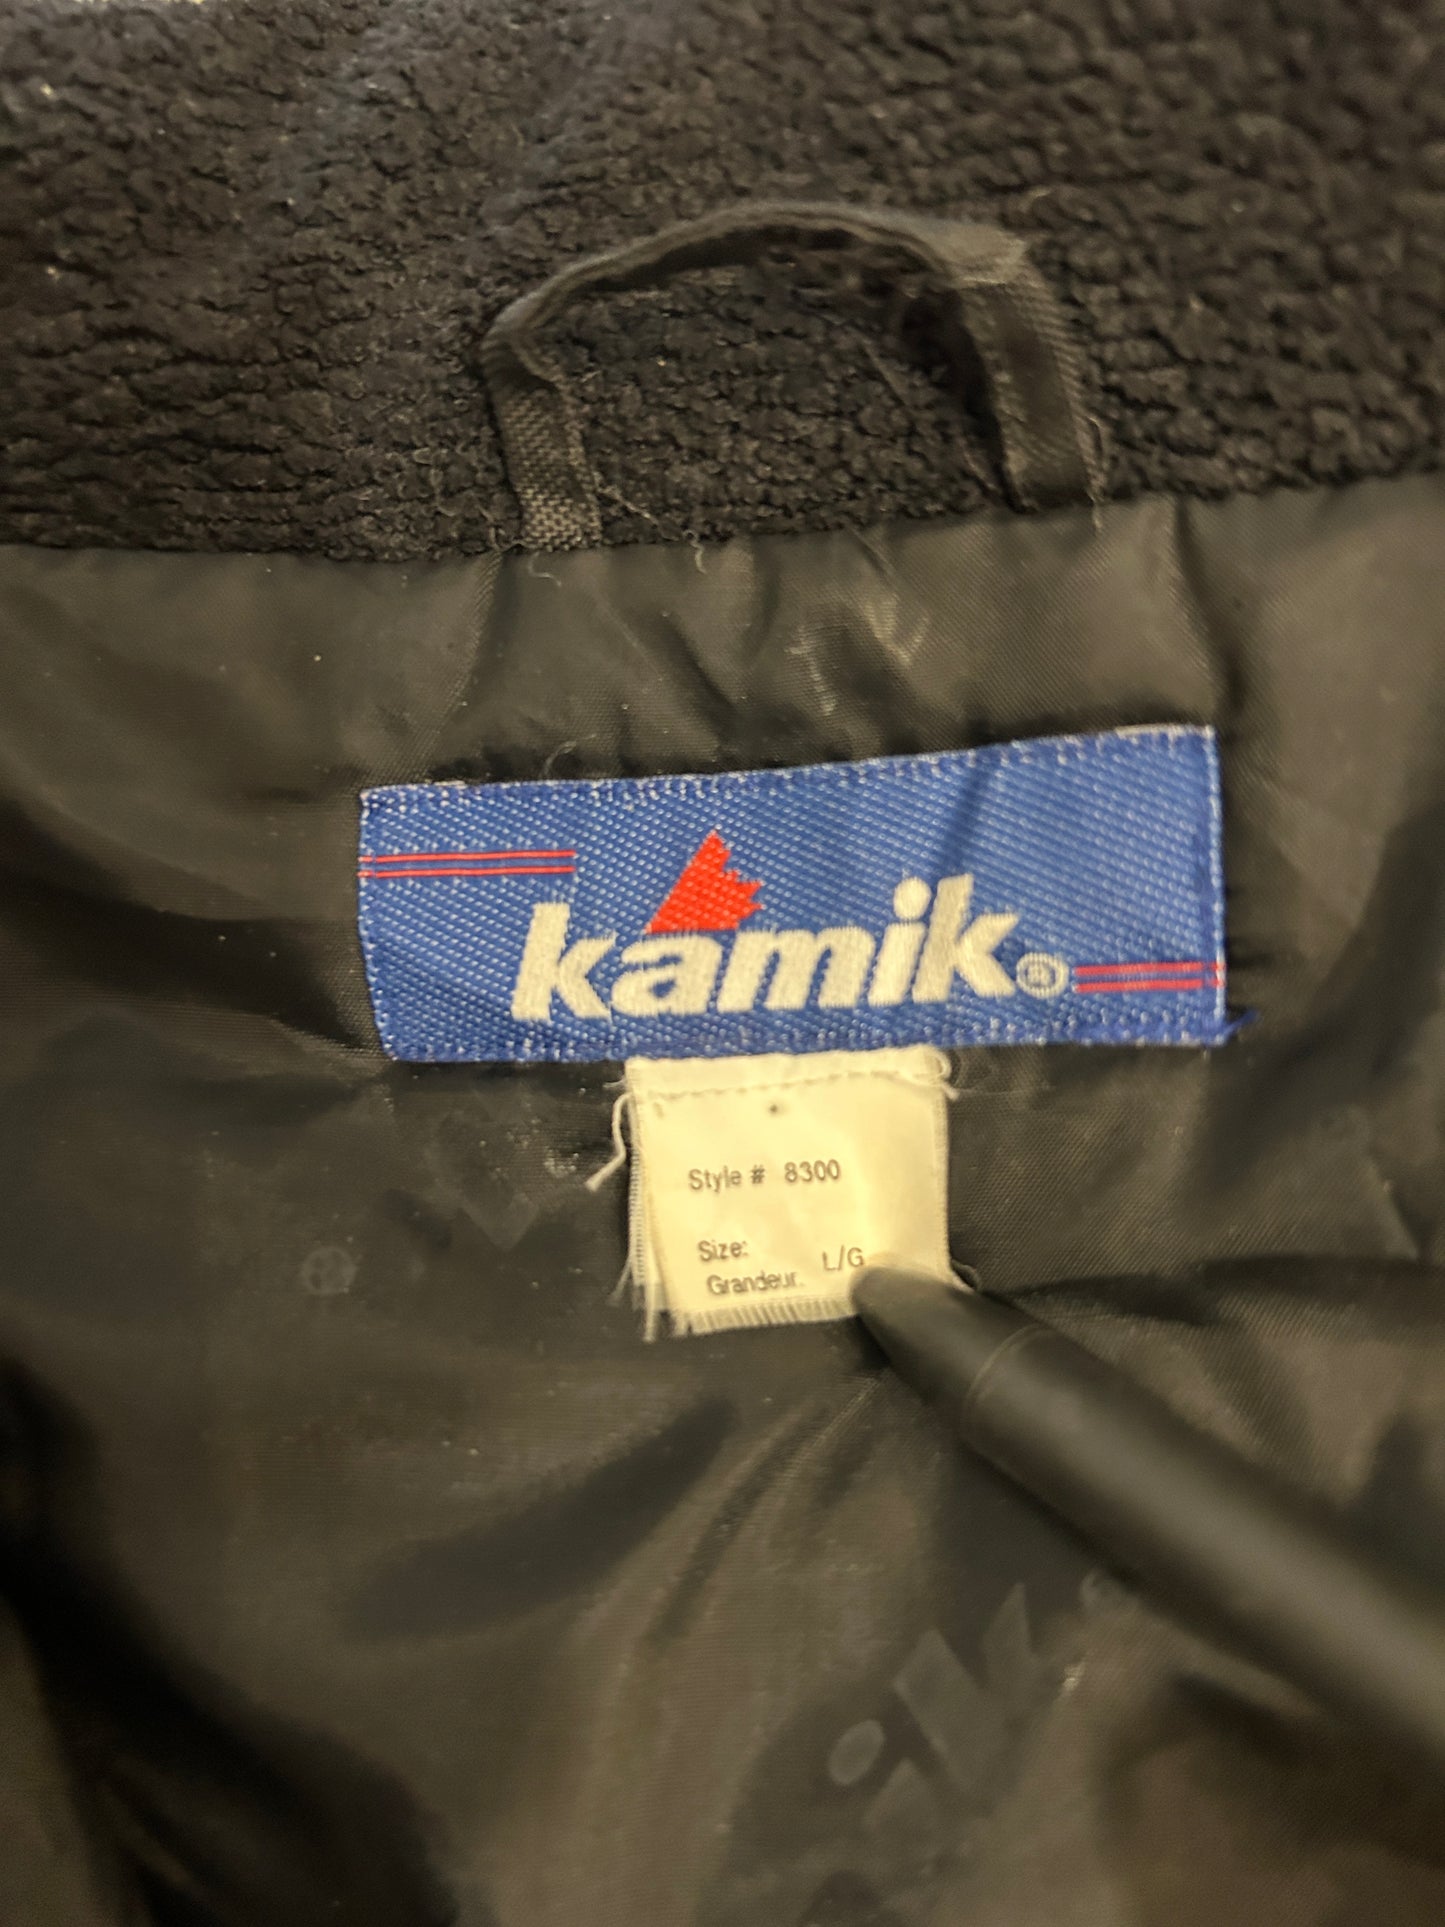 kamik®
Style # 8300
Size:
Grandeur. L/G